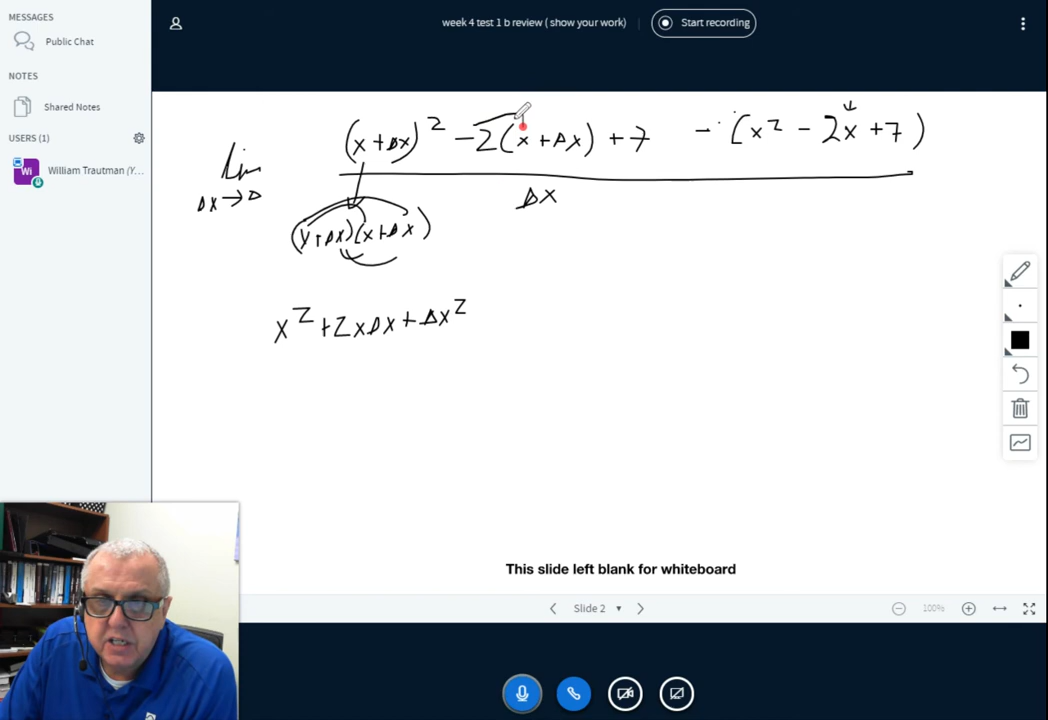 MESSAGES
Public Chat
NOTES
Shared Notes
USERS (1)
Wi William Trautman (Y...
week 4 test 1 b review ( show your work)
Start recording
lim Δx→0
(x+Δx)² −2(x+Δx)+7 − (x² − 2x +7)
Δx
(x+Δx)(x+Δx)
x²+2xΔx+Δx²
This slide left blank for whiteboard
Slide 2
100%